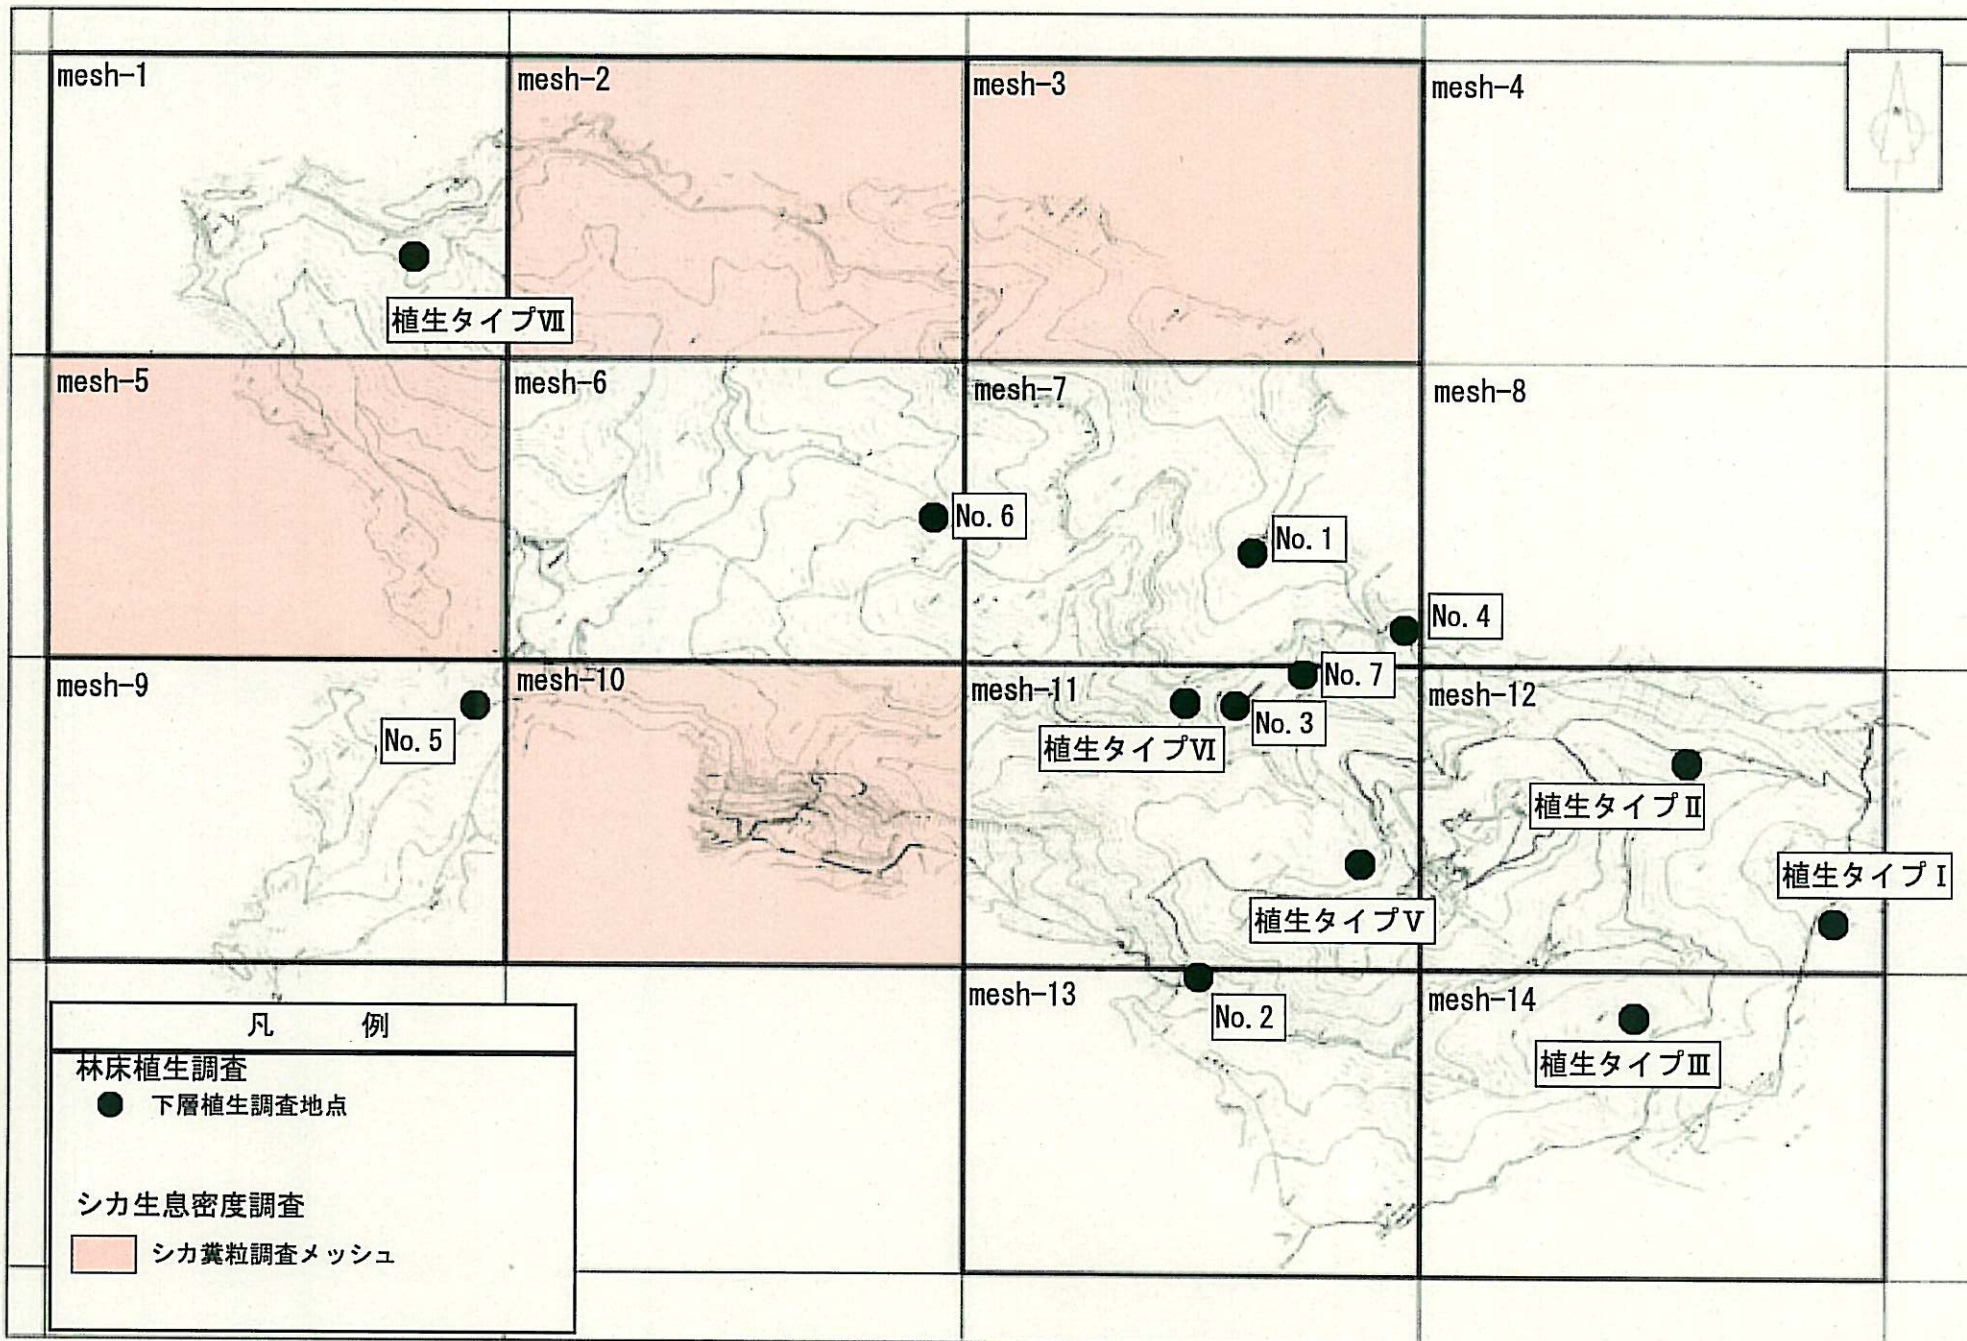 mesh-1
mesh-2
mesh-3
mesh-4
N
植生タイプⅦ
mesh-5
mesh-6
mesh-7
mesh-8
No. 6
No. 1
No. 4
mesh-9
mesh-10
mesh-11
mesh-12
No. 5
No. 7
No. 3
植生タイプⅥ
植生タイプⅡ
植生タイプⅠ
植生タイプⅤ
mesh-13
mesh-14
No. 2
植生タイプⅢ
凡 例
林床植生調査
下層植生調査地点
シカ生息密度調査
シカ糞粒調査メッシュ